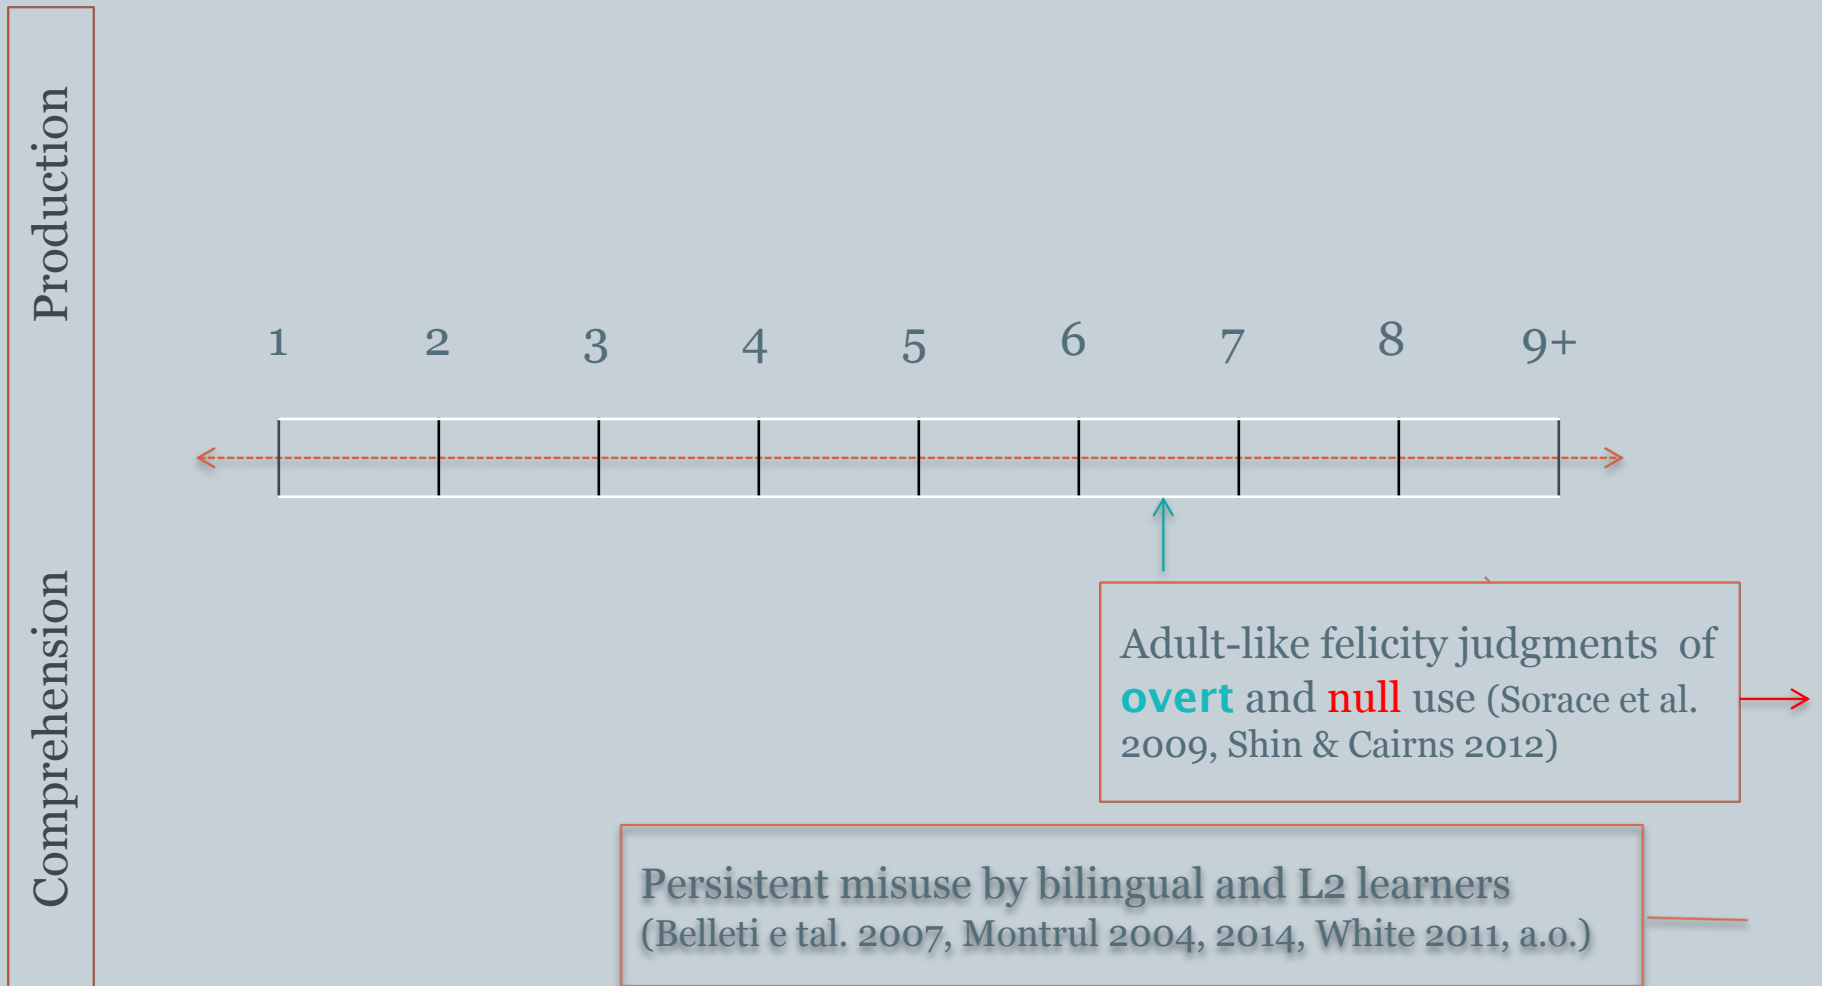 Production
1 2 3 4 5 6 7 8 9+
Comprehension
Adult-like felicity judgments of
overt and null use (Sorace et al.
2009, Shin & Cairns 2012)
Persistent misuse by bilingual and L2 learners
(Belleti e tal. 2007, Montrul 2004, 2014, White 2011, a.o.)